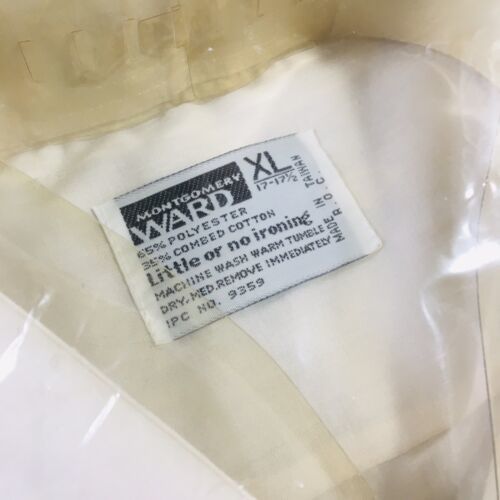 MONTGOMERY
WARD
XL
17-17½
MADE IN TAIWAN
R.O.C.
65% POLYESTER
35% COMBED COTTON
Little or no ironing
MACHINE WASH WARM TUMBLE
DRY, MED. REMOVE IMMEDIATELY
IPC NO. 9359